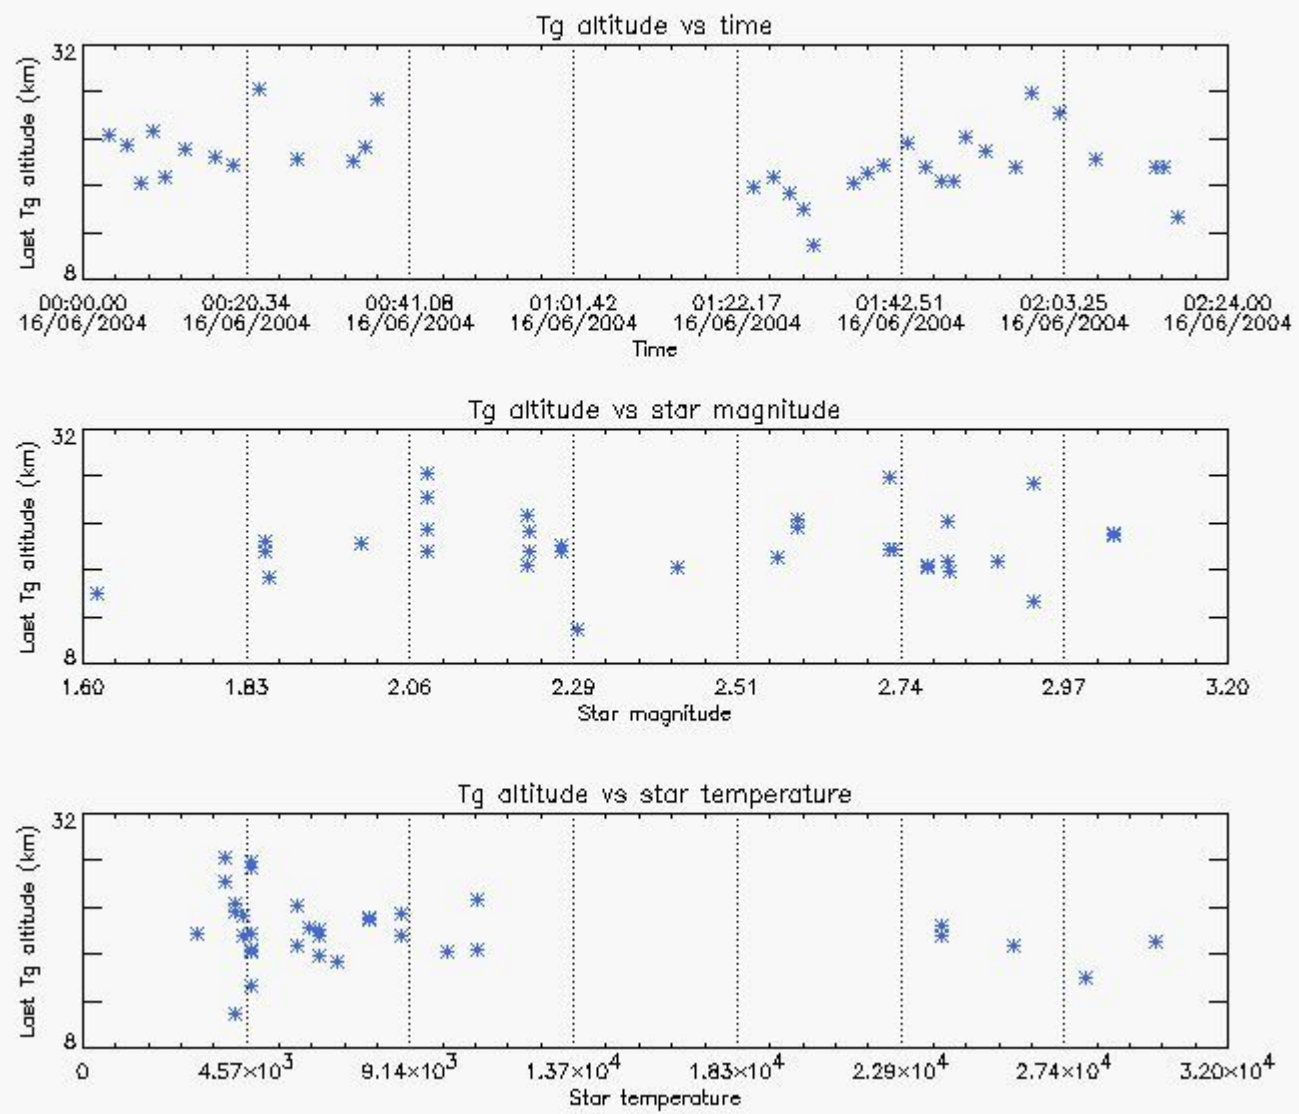 Tg altitude vs time
Last Tg altitude (km)
32
8
00:00.00 00:20.34 00:41.08 01:01.42 01:22.17 01:42.51 02:03.25 02:24.00
16/06/2004 16/06/2004 16/06/2004 16/06/2004 16/06/2004 16/06/2004 16/06/2004 16/06/2004
Time
Tg altitude vs star magnitude
Last Tg altitude (km)
32
8
1.60 1.83 2.06 2.29 2.51 2.74 2.97 3.20
Star magnitude
Tg altitude vs star temperature
Last Tg altitude (km)
32
8
0 4.57×10³ 9.14×10³ 1.37×10⁴ 1.83×10⁴ 2.29×10⁴ 2.74×10⁴ 3.20×10⁴
Star temperature